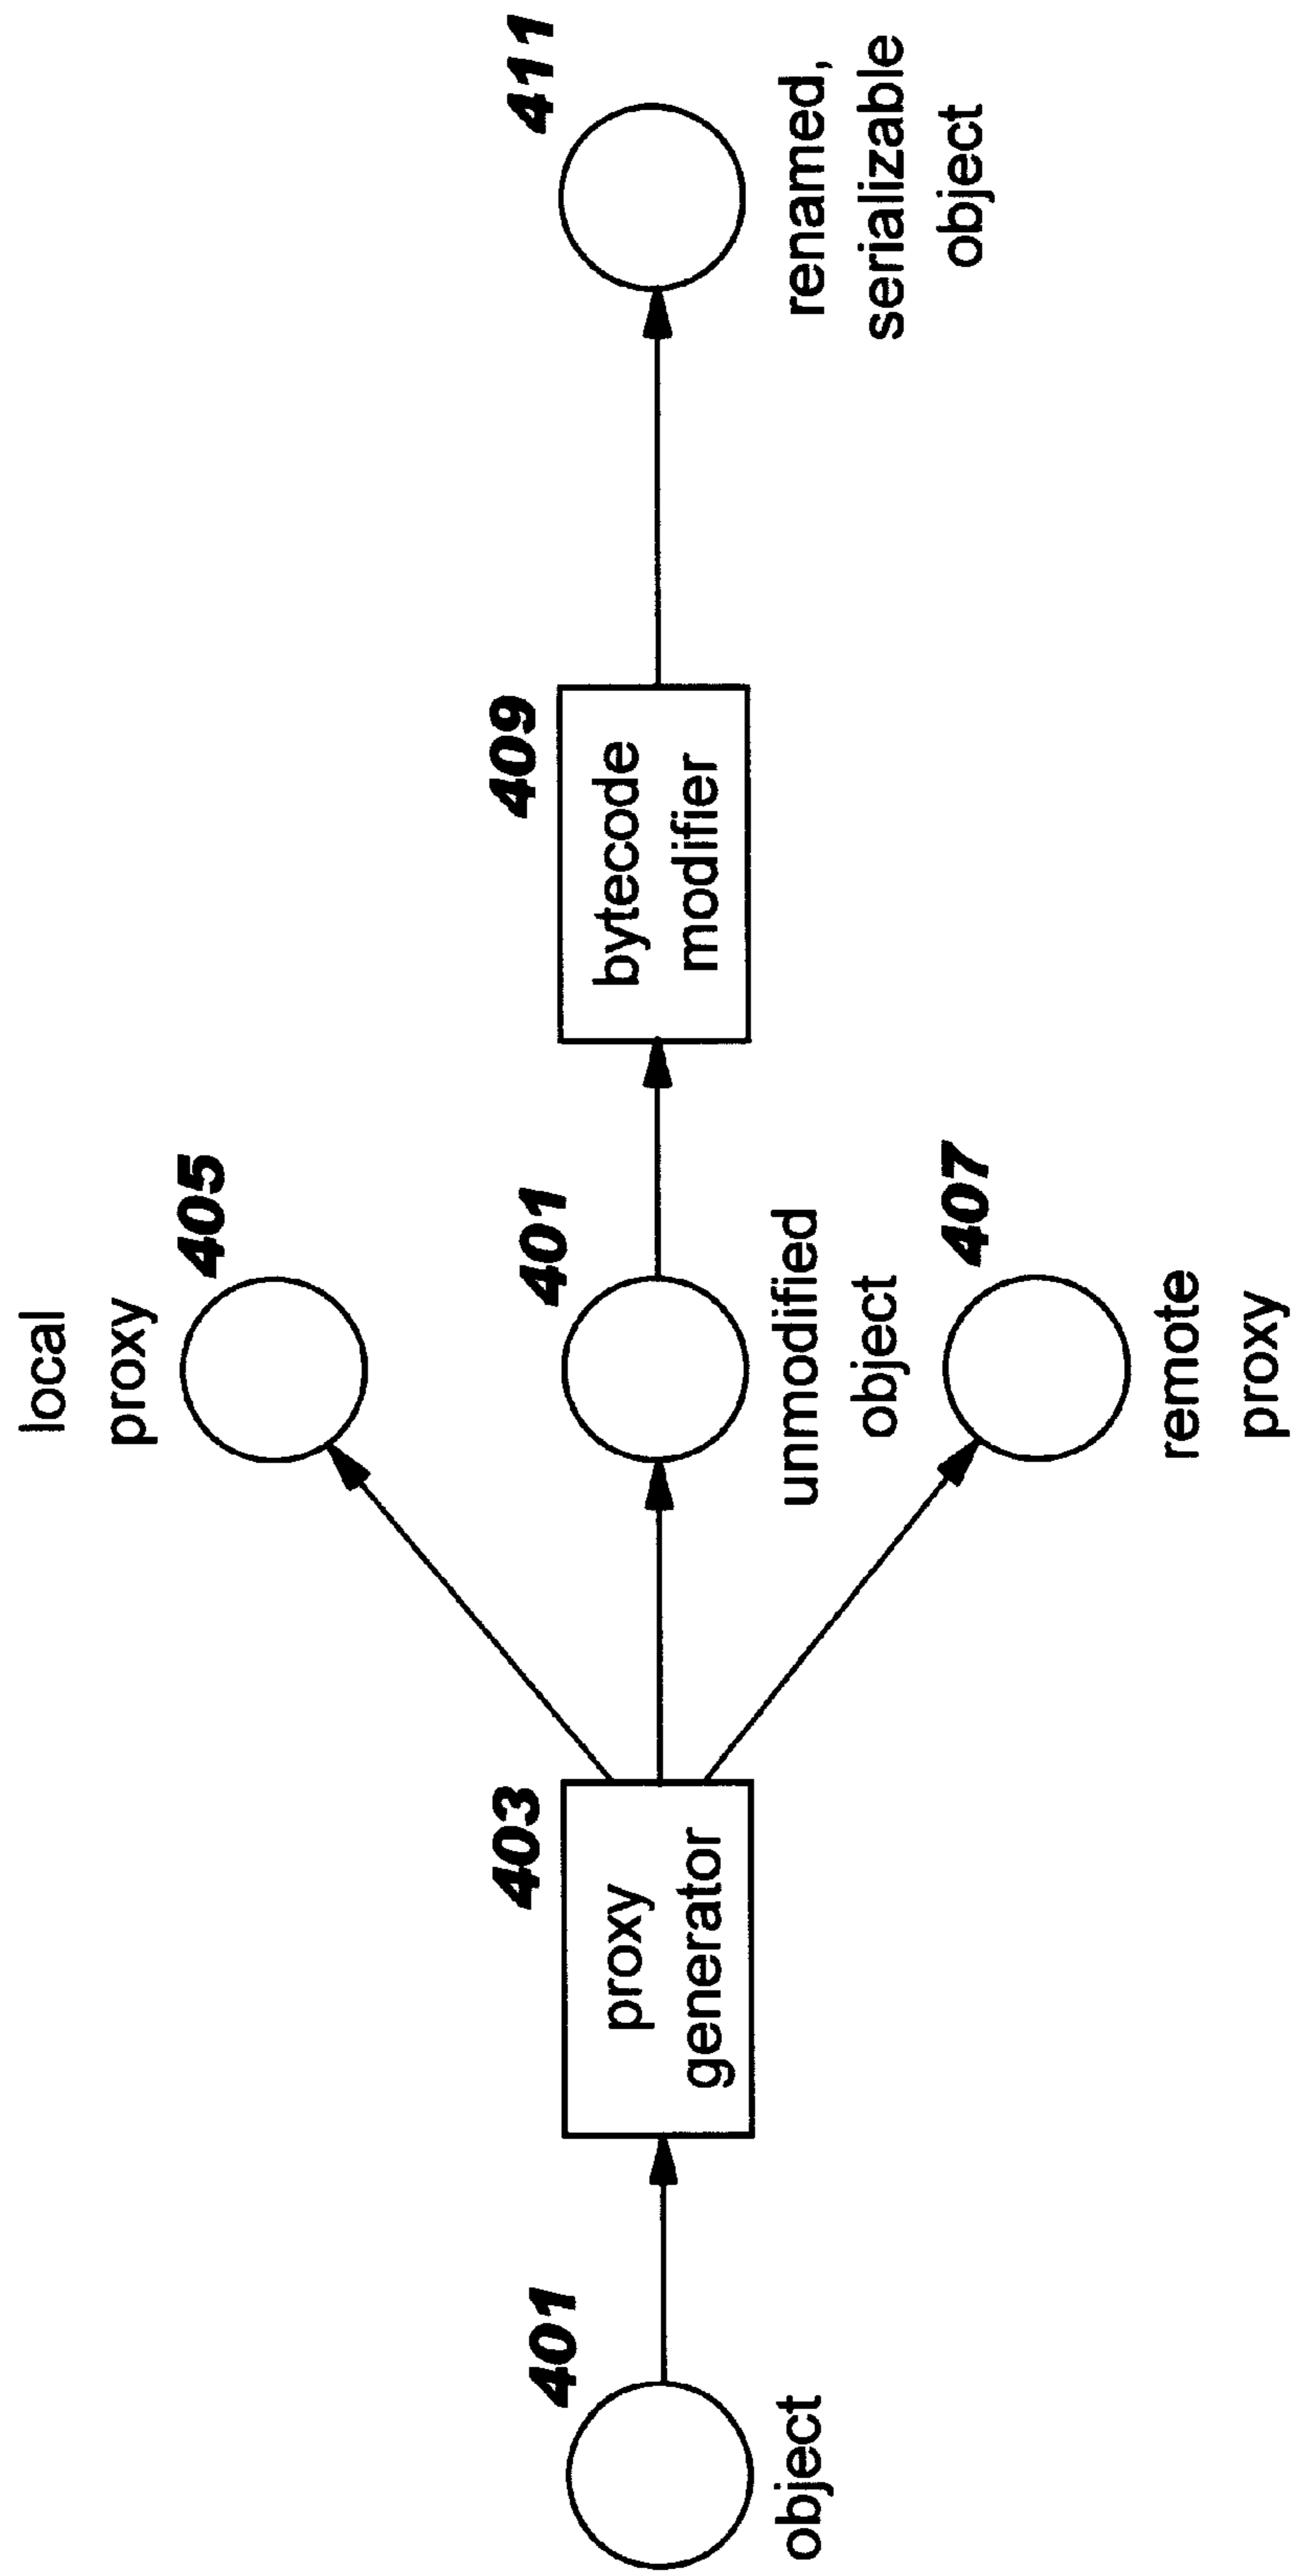 local
proxy
405
401
object
403
proxy
generator
401
unmodified
object
409
bytecode
modifier
411
renamed,
serializable
object
407
remote
proxy